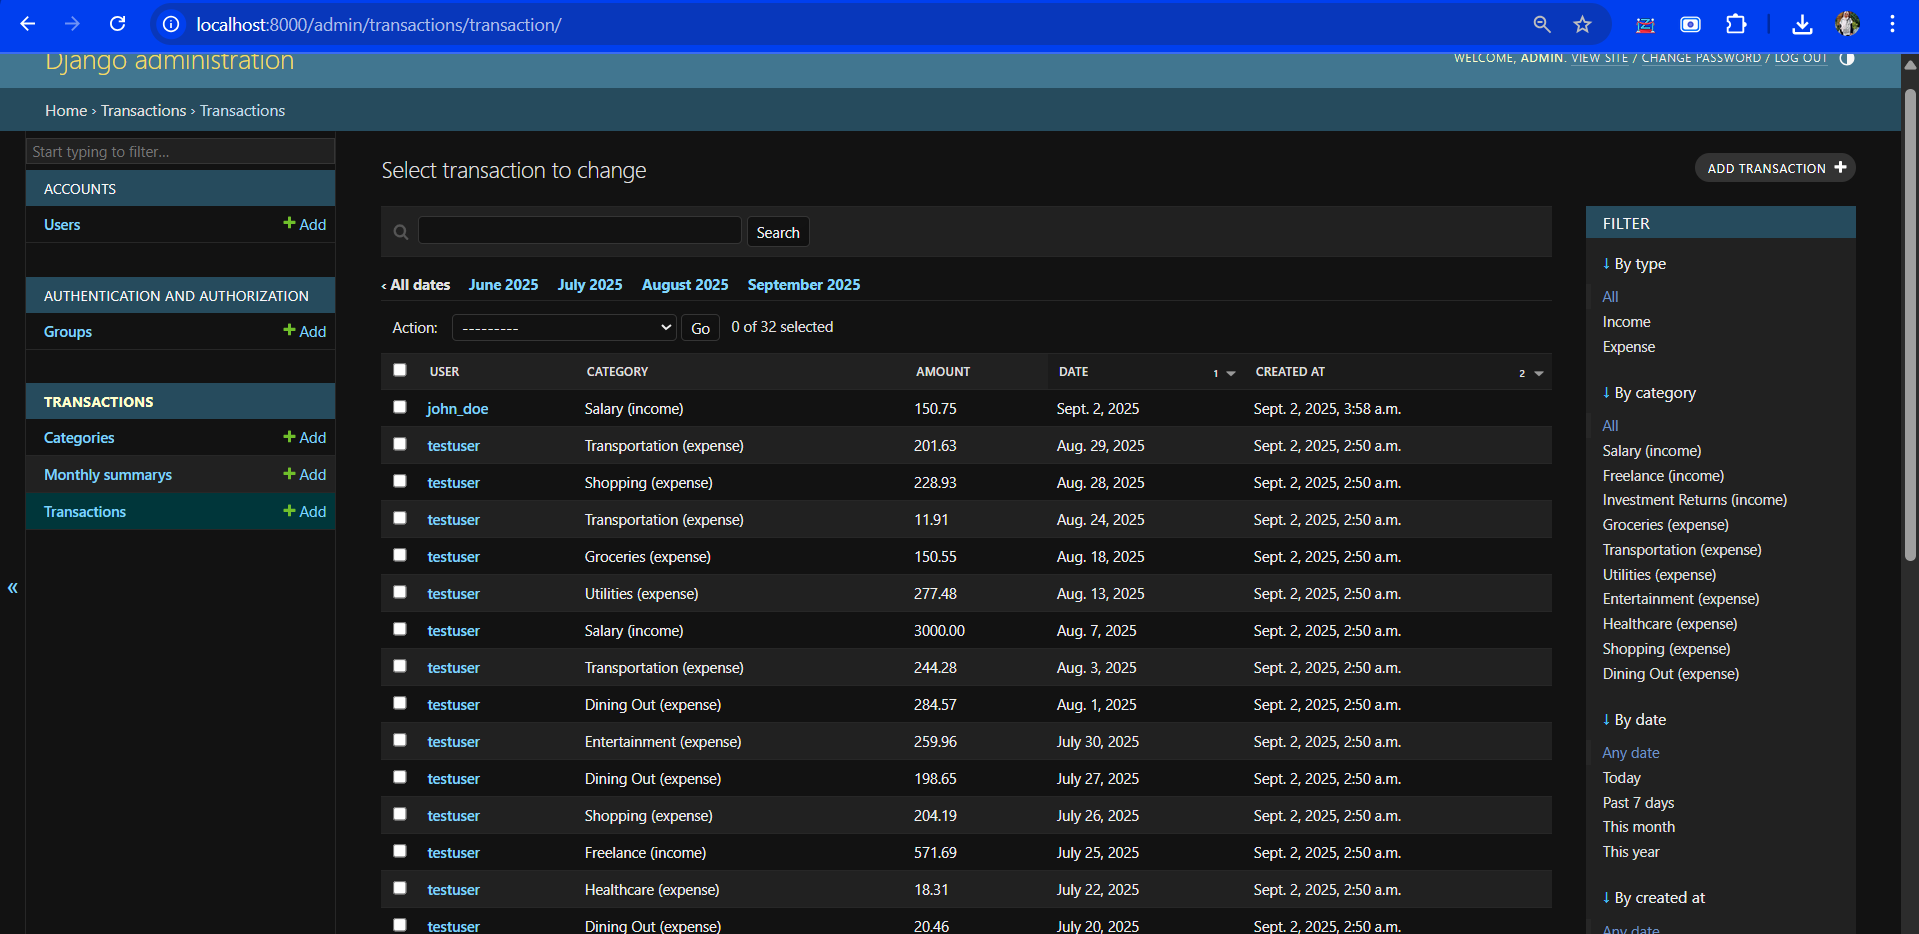 localhost:8000/admin/transactions/transaction/
Django administration
WELCOME, ADMIN. VIEW SITE / CHANGE PASSWORD / LOG OUT
Home › Transactions › Transactions
Start typing to filter...
ACCOUNTS
Users + Add
AUTHENTICATION AND AUTHORIZATION
Groups + Add
TRANSACTIONS
Categories + Add
Monthly summarys + Add
Transactions + Add
«
Select transaction to change
ADD TRANSACTION +
Search
‹ All dates June 2025 July 2025 August 2025 September 2025
Action: --------- Go 0 of 32 selected
USER CATEGORY AMOUNT DATE 1 CREATED AT 2
john_doe Salary (income) 150.75 Sept. 2, 2025 Sept. 2, 2025, 3:58 a.m.
testuser Transportation (expense) 201.63 Aug. 29, 2025 Sept. 2, 2025, 2:50 a.m.
testuser Shopping (expense) 228.93 Aug. 28, 2025 Sept. 2, 2025, 2:50 a.m.
testuser Transportation (expense) 11.91 Aug. 24, 2025 Sept. 2, 2025, 2:50 a.m.
testuser Groceries (expense) 150.55 Aug. 18, 2025 Sept. 2, 2025, 2:50 a.m.
testuser Utilities (expense) 277.48 Aug. 13, 2025 Sept. 2, 2025, 2:50 a.m.
testuser Salary (income) 3000.00 Aug. 7, 2025 Sept. 2, 2025, 2:50 a.m.
testuser Transportation (expense) 244.28 Aug. 3, 2025 Sept. 2, 2025, 2:50 a.m.
testuser Dining Out (expense) 284.57 Aug. 1, 2025 Sept. 2, 2025, 2:50 a.m.
testuser Entertainment (expense) 259.96 July 30, 2025 Sept. 2, 2025, 2:50 a.m.
testuser Dining Out (expense) 198.65 July 27, 2025 Sept. 2, 2025, 2:50 a.m.
testuser Shopping (expense) 204.19 July 26, 2025 Sept. 2, 2025, 2:50 a.m.
testuser Freelance (income) 571.69 July 25, 2025 Sept. 2, 2025, 2:50 a.m.
testuser Healthcare (expense) 18.31 July 22, 2025 Sept. 2, 2025, 2:50 a.m.
testuser Dining Out (expense) 20.46 July 20, 2025 Sept. 2, 2025, 2:50 a.m.
FILTER
↓ By type
All
Income
Expense
↓ By category
All
Salary (income)
Freelance (income)
Investment Returns (income)
Groceries (expense)
Transportation (expense)
Utilities (expense)
Entertainment (expense)
Healthcare (expense)
Shopping (expense)
Dining Out (expense)
↓ By date
Any date
Today
Past 7 days
This month
This year
↓ By created at
Any date